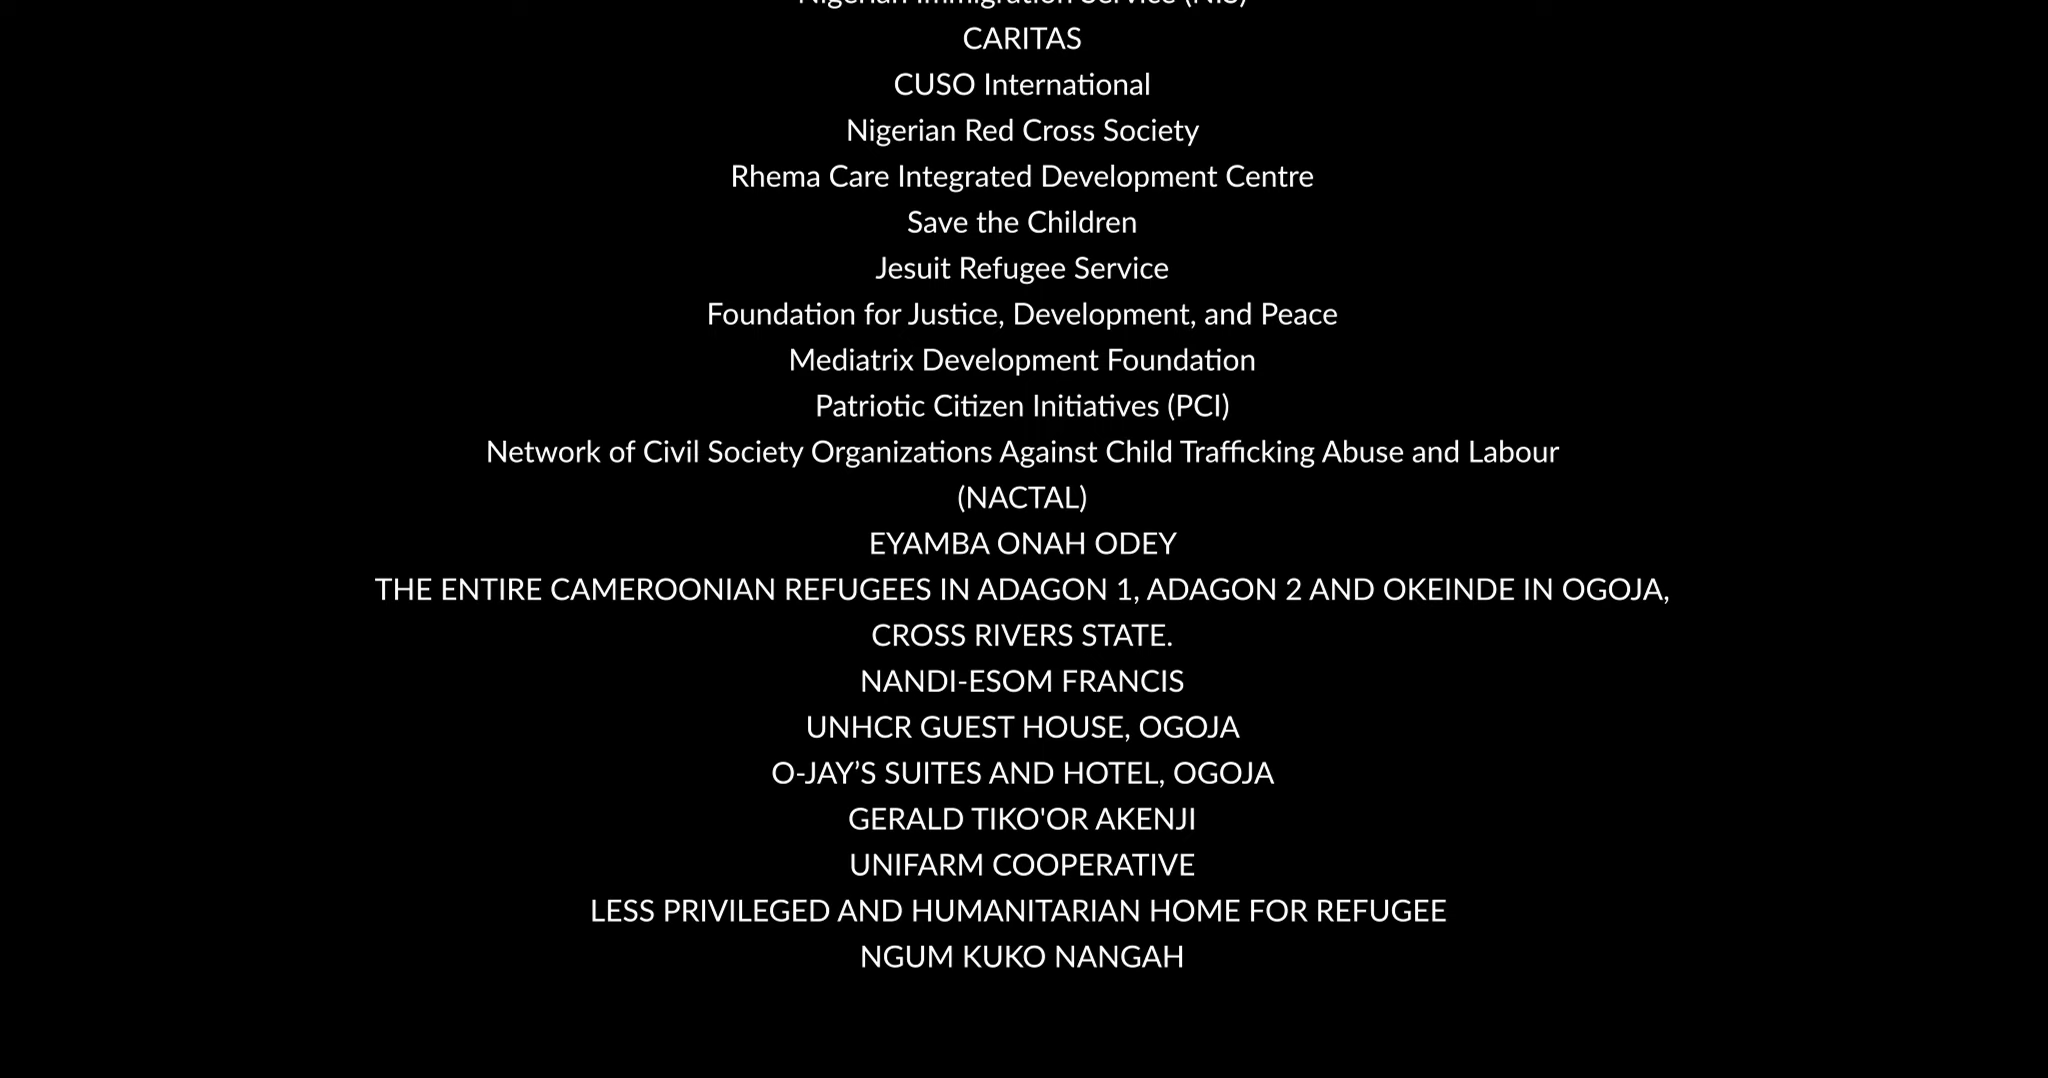 Nigerian Immigration Service (NIS)
CARITAS
CUSO International
Nigerian Red Cross Society
Rhema Care Integrated Development Centre
Save the Children
Jesuit Refugee Service
Foundation for Justice, Development, and Peace
Mediatrix Development Foundation
Patriotic Citizen Initiatives (PCI)
Network of Civil Society Organizations Against Child Trafficking Abuse and Labour
(NACTAL)
EYAMBA ONAH ODEY
THE ENTIRE CAMEROONIAN REFUGEES IN ADAGON 1, ADAGON 2 AND OKEINDE IN OGOJA,
CROSS RIVERS STATE.
NANDI-ESOM FRANCIS
UNHCR GUEST HOUSE, OGOJA
O-JAY’S SUITES AND HOTEL, OGOJA
GERALD TIKO'OR AKENJI
UNIFARM COOPERATIVE
LESS PRIVILEGED AND HUMANITARIAN HOME FOR REFUGEE
NGUM KUKO NANGAH